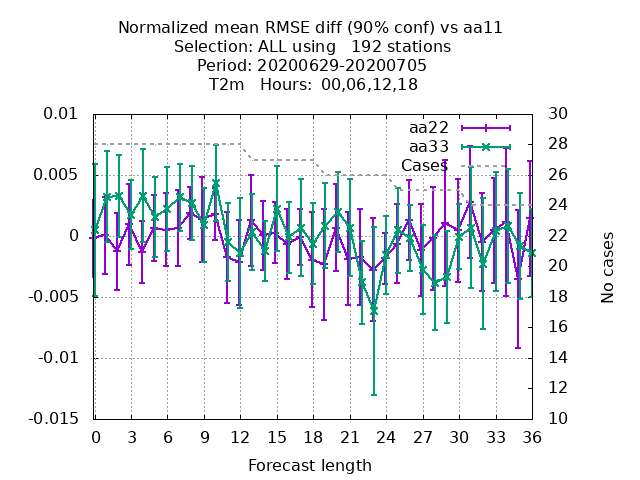 Normalized mean RMSE diff (90% conf) vs aa11
Selection: ALL using   192 stations
Period: 20200629-20200705
T2m   Hours: 00,06,12,18
0.01
0.005
0
-0.005
-0.01
-0.015
aa22
aa33
Cases
30
28
26
24
22
20
18
16
14
12
10
No cases
0 3 6 9 12 15 18 21 24 27 30 33 36
Forecast length